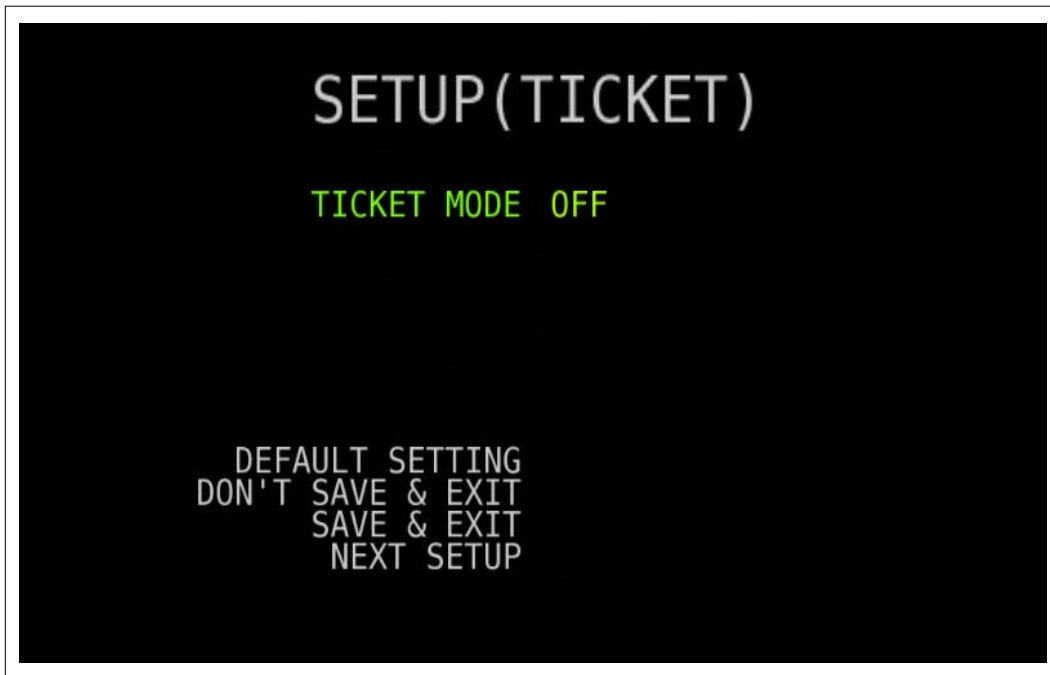 SETUP(TICKET)
TICKET MODE OFF
DEFAULT SETTING
DON'T SAVE & EXIT
SAVE & EXIT
NEXT SETUP